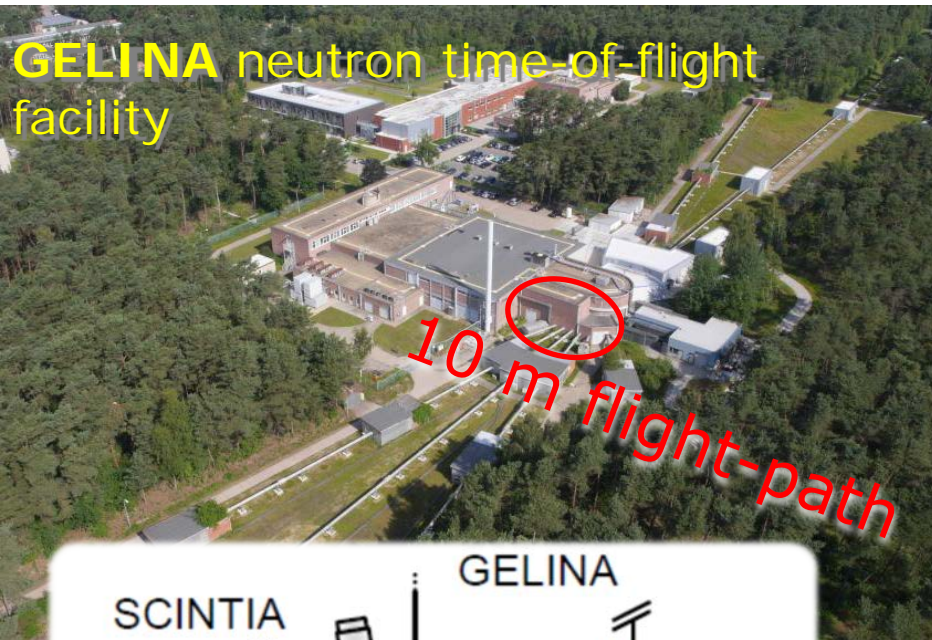 GELINA neutron time-of-flight
facility
10 m flight-path
GELINA
SCINTIA